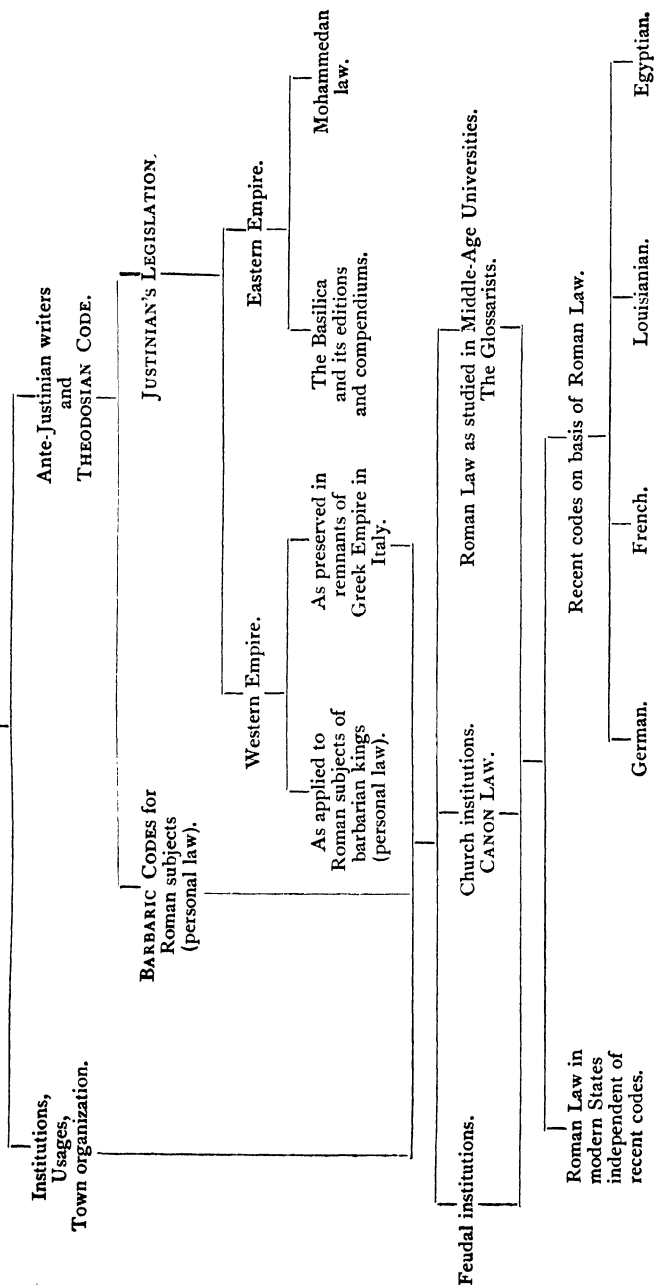 Institutions,
Usages,
Town organization.
Ante-Justinian writers
and
THEODOSIAN CODE.
BARBARIC CODES for
Roman subjects
(personal law).
JUSTINIAN'S LEGISLATION.
Western Empire.
Eastern Empire.
As applied to
Roman subjects of
barbarian kings
(personal law).
As preserved in
remnants of
Greek Empire in
Italy.
The Basilica
and its editions
and compendiums.
Mohammedan
law.
Feudal institutions.
Church institutions.
CANON LAW.
Roman Law as studied in Middle-Age Universities.
The Glossarists.
Roman Law in
modern States
independent of
recent codes.
Recent codes on basis of Roman Law.
German.
French.
Louisianian.
Egyptian.